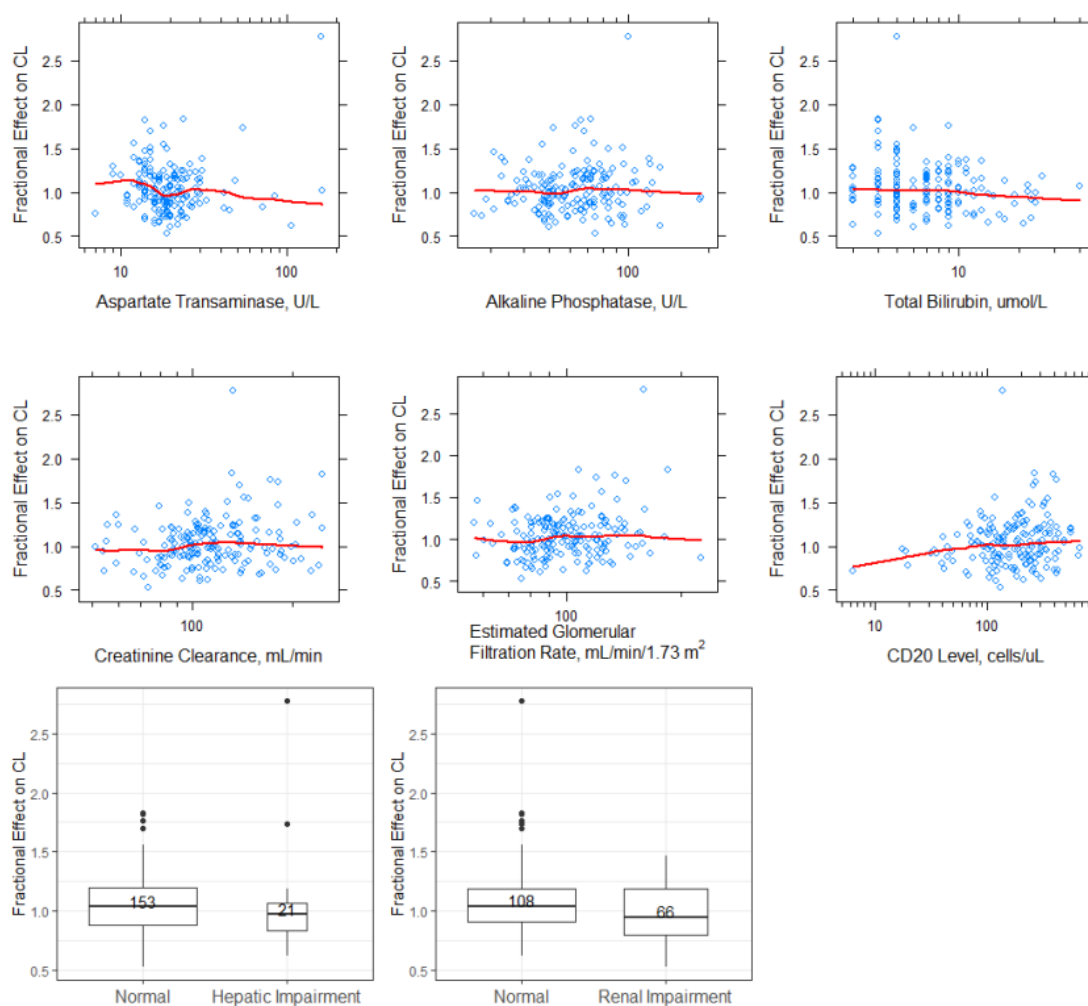 Fractional Effect on CL
2.5
2.0
1.5
1.0
0.5
10
100
Aspartate Transaminase, U/L
Fractional Effect on CL
2.5
2.0
1.5
1.0
0.5
100
Alkaline Phosphatase, U/L
Fractional Effect on CL
2.5
2.0
1.5
1.0
0.5
10
Total Bilirubin, umol/L
Fractional Effect on CL
2.5
2.0
1.5
1.0
0.5
100
Creatinine Clearance, mL/min
Fractional Effect on CL
2.5
2.0
1.5
1.0
0.5
100
Estimated Glomerular
Filtration Rate, mL/min/1.73 m²
Fractional Effect on CL
2.5
2.0
1.5
1.0
0.5
10
100
CD20 Level, cells/uL
Fractional Effect on CL
2.5
2.0
1.5
1.0
0.5
153
21
Normal
Hepatic Impairment
Fractional Effect on CL
2.5
2.0
1.5
1.0
0.5
108
66
Normal
Renal Impairment